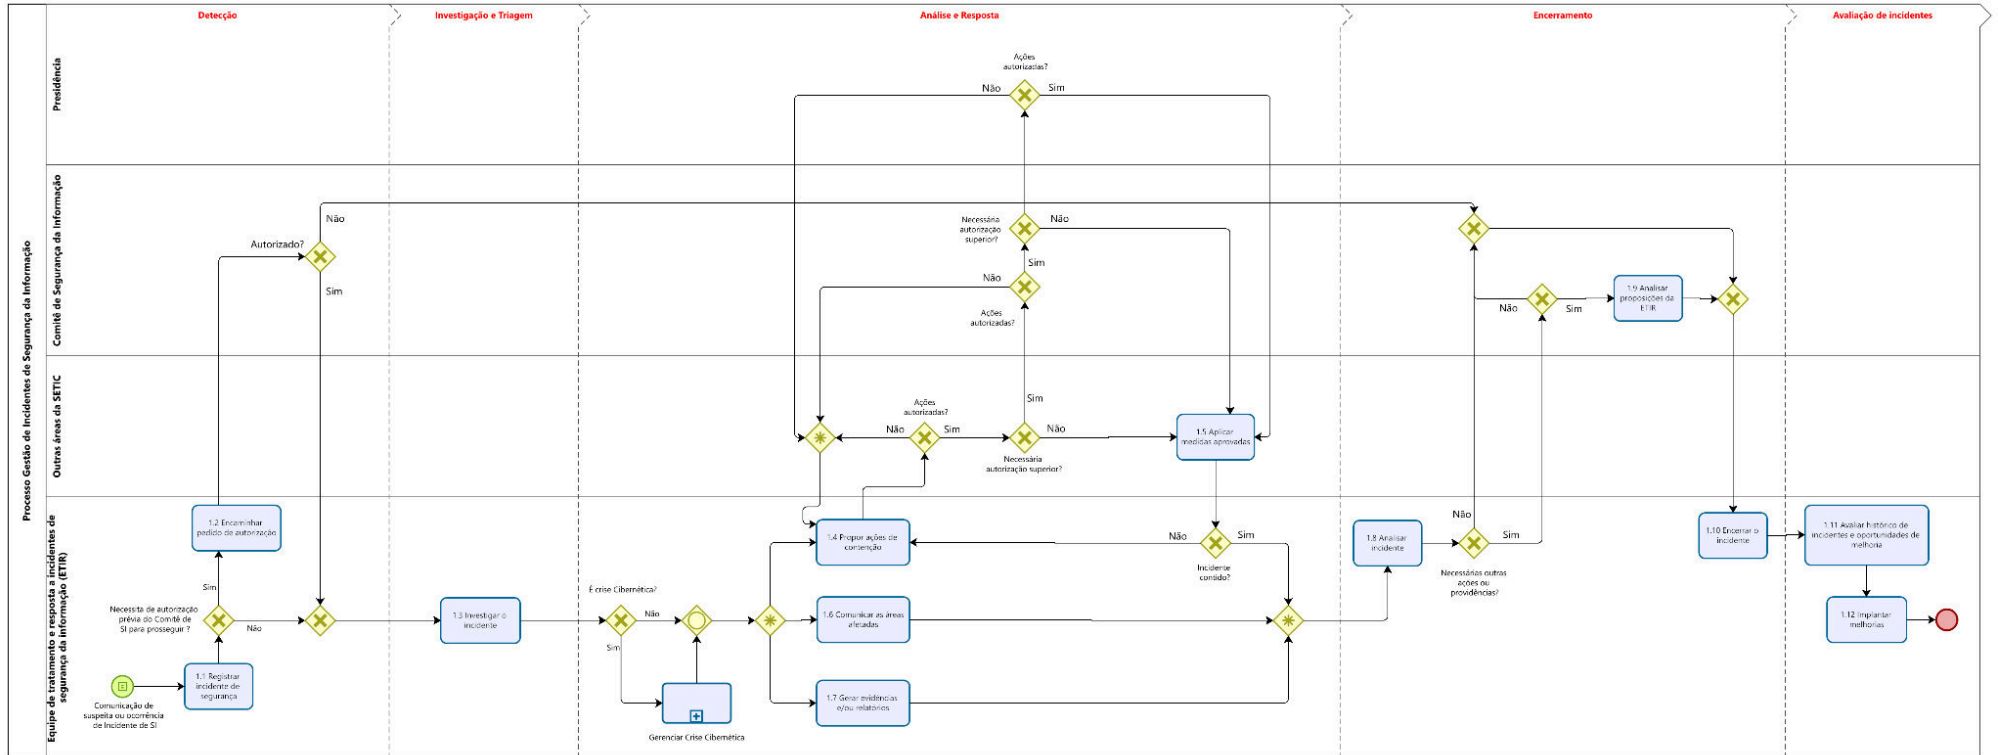 Detecção
Investigação e Triagem
Análise e Resposta
Encerramento
Avaliação de incidentes
Processo Gestão de Incidentes de Segurança da Informação
Presidência
Ações
autorizadas?
Não
Sim
Comitê de Segurança da Informação
Não
Autorizado?
Sim
Necessária
autorização
superior?
Não
Sim
Não
Ações
autorizadas?
Não
Sim
1.9 Analisar
proposições da
ETIR
Outras áreas da SETIC
Sim
Ações
autorizadas?
Não
Sim
Não
Necessária
autorização superior?
1.5 Aplicar
medidas aprovadas
Equipe de tratamento e resposta a incidentes de
segurança da informação (ETIR)
1.2 Encaminhar
pedido de autorização
Sim
Necessita de autorização
prévia do Comitê de
SI para prosseguir ?
Não
1.1 Registrar
incidente de
segurança
Comunicação de
suspeita ou ocorrência
de Incidente de SI
1.3 Investigar o
incidente
É crise Cibernética?
Não
Sim
Gerenciar Crise Cibernética
1.4 Propor ações de
contenção
1.6 Comunicar as áreas
afetadas
1.7 Gerar evidências
e/ou relatórios
Não
Sim
Incidente
contido?
1.8 Analisar
incidente
Não
Sim
Necessárias outras
ações ou
providências?
1.10 Encerrar o
incidente
1.11 Avaliar histórico de
incidentes e oportunidades de
melhoria
1.12 Implantar
melhorias